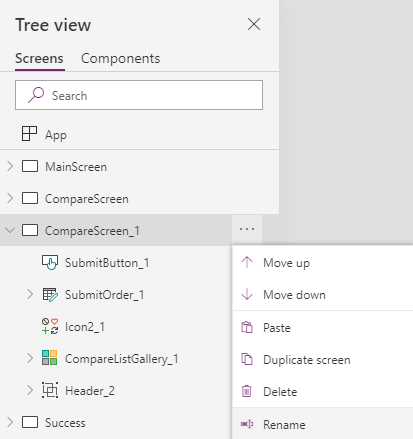 Tree view
Screens Components
Search
App
MainScreen
CompareScreen
CompareScreen_1
SubmitButton_1
SubmitOrder_1
Icon2_1
CompareListGallery_1
Header_2
Success
Move up
Move down
Paste
Duplicate screen
Delete
Rename